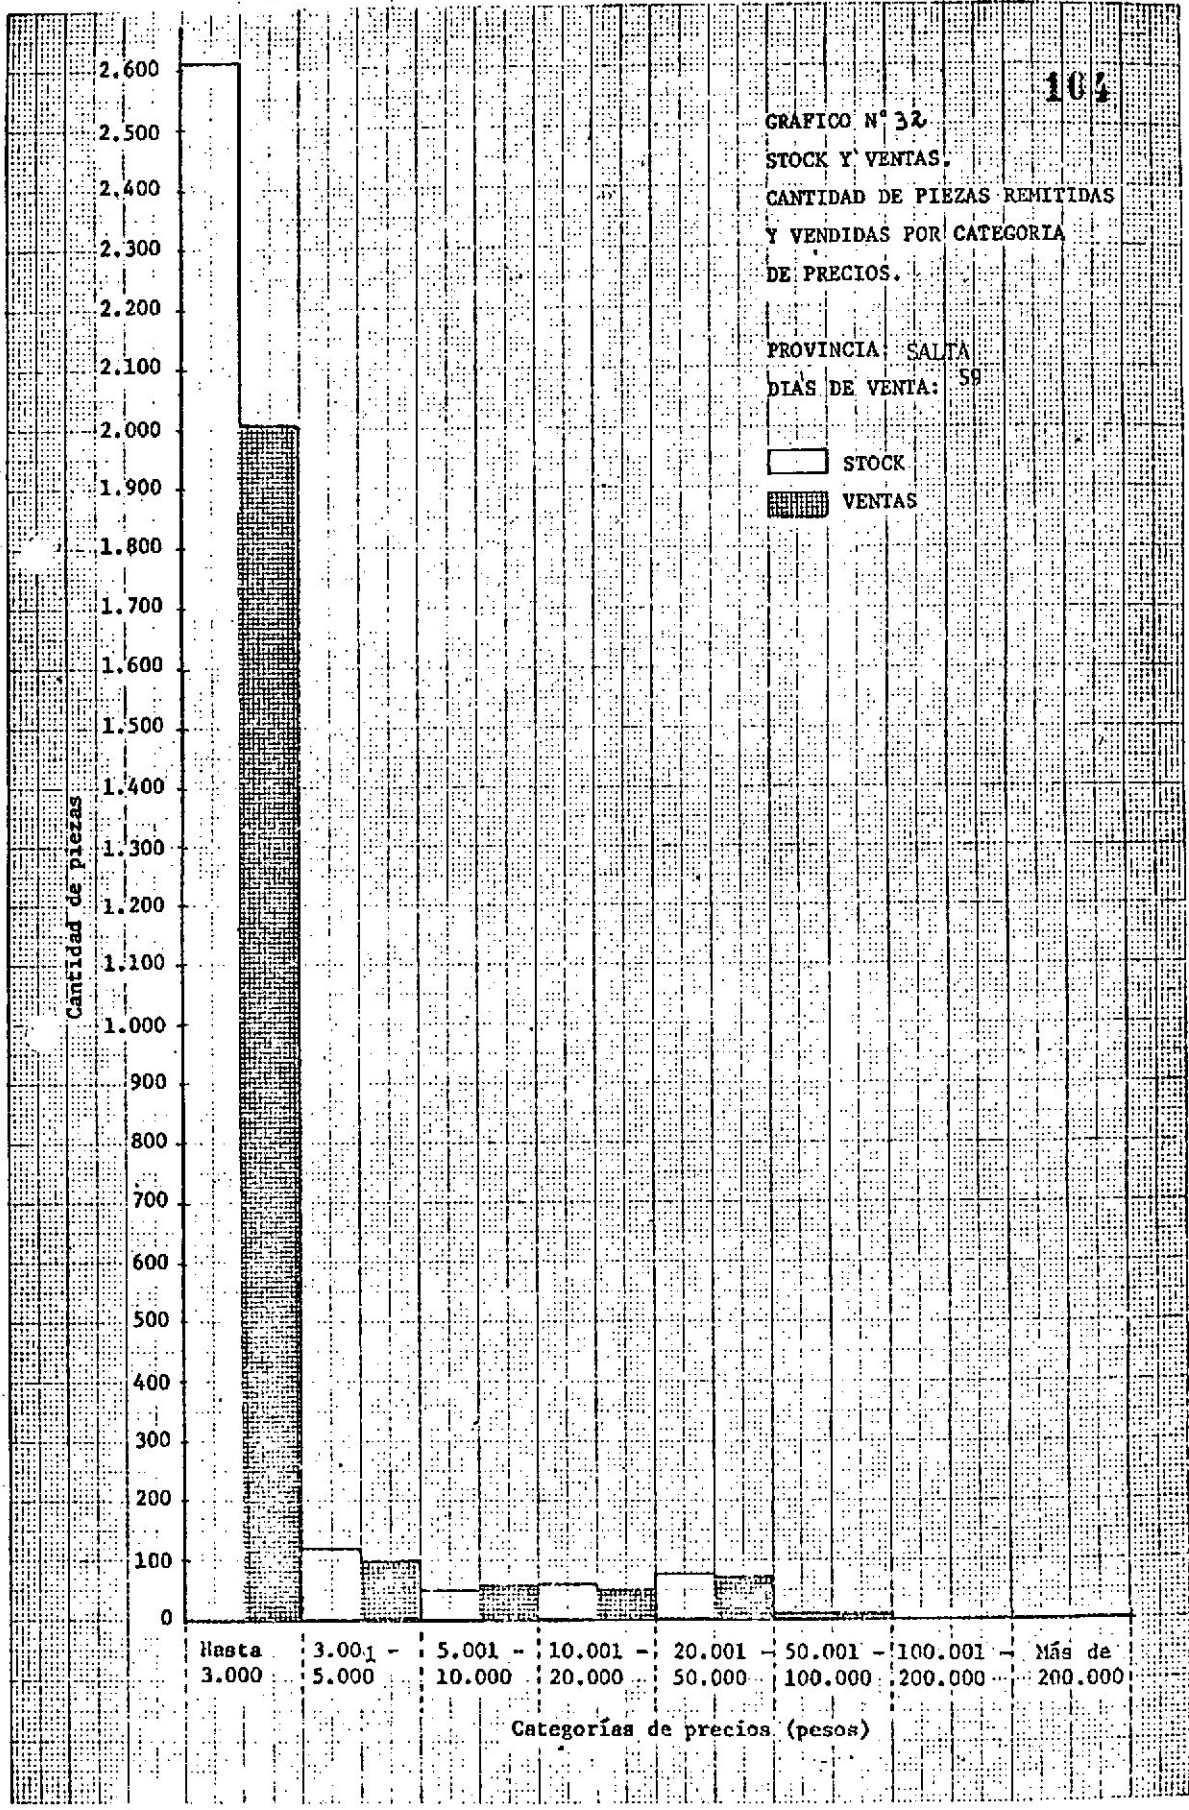 164
GRAFICO N° 32
STOCK Y VENTAS.
CANTIDAD DE PIEZAS REMITIDAS
Y VENDIDAS POR CATEGORIA
DE PRECIOS.
PROVINCIA: SALTA
DIAS DE VENTA: 59
STOCK
VENTAS
Cantidad de piezas
2.600
2.500
2.400
2.300
2.200
2.100
2.000
1.900
1.800
1.700
1.600
1.500
1.400
1.300
1.200
1.100
1.000
900
800
700
600
500
400
300
200
100
0
Hasta 3.001 - 5.001 - 10.001 - 20.001 - 50.001 - 100.001 - Más de
3.000 5.000 10.000 20.000 50.000 100.000 200.000 200.000
Categorías de precios (pesos)